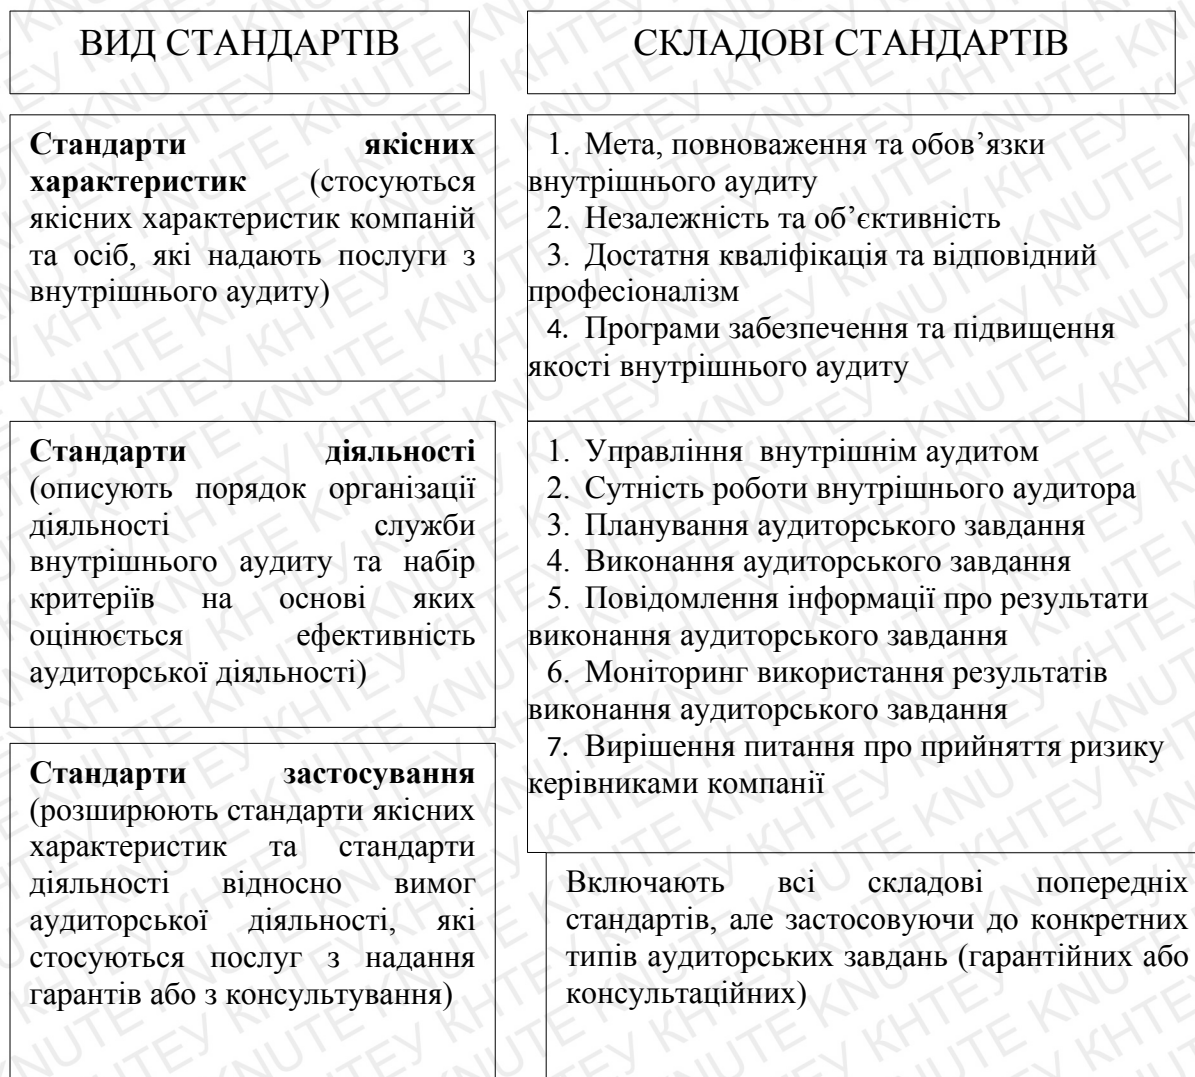 ВИД СТАНДАРТІВ
СКЛАДОВІ СТАНДАРТІВ
Стандарти якісних
характеристик (стосуються
якісних характеристик компаній
та осіб, які надають послуги з
внутрішнього аудиту)
1. Мета, повноваження та обов’язки
внутрішнього аудиту
2. Незалежність та об’єктивність
3. Достатня кваліфікація та відповідний
професіоналізм
4. Програми забезпечення та підвищення
якості внутрішнього аудиту
Стандарти діяльності
(описують порядок організації
діяльності служби
внутрішнього аудиту та набір
критеріїв на основі яких
оцінюється ефективність
аудиторської діяльності)
1. Управління внутрішнім аудитом
2. Сутність роботи внутрішнього аудитора
3. Планування аудиторського завдання
4. Виконання аудиторського завдання
5. Повідомлення інформації про результати
виконання аудиторського завдання
6. Моніторинг використання результатів
виконання аудиторського завдання
7. Вирішення питання про прийняття ризику
керівниками компанії
Стандарти застосування
(розширюють стандарти якісних
характеристик та стандарти
діяльності відносно вимог
аудиторської діяльності, які
стосуються послуг з надання
гарантів або з консультування)
Включають всі складові попередніх
стандартів, але застосовуючи до конкретних
типів аудиторських завдань (гарантійних або
консультаційних)